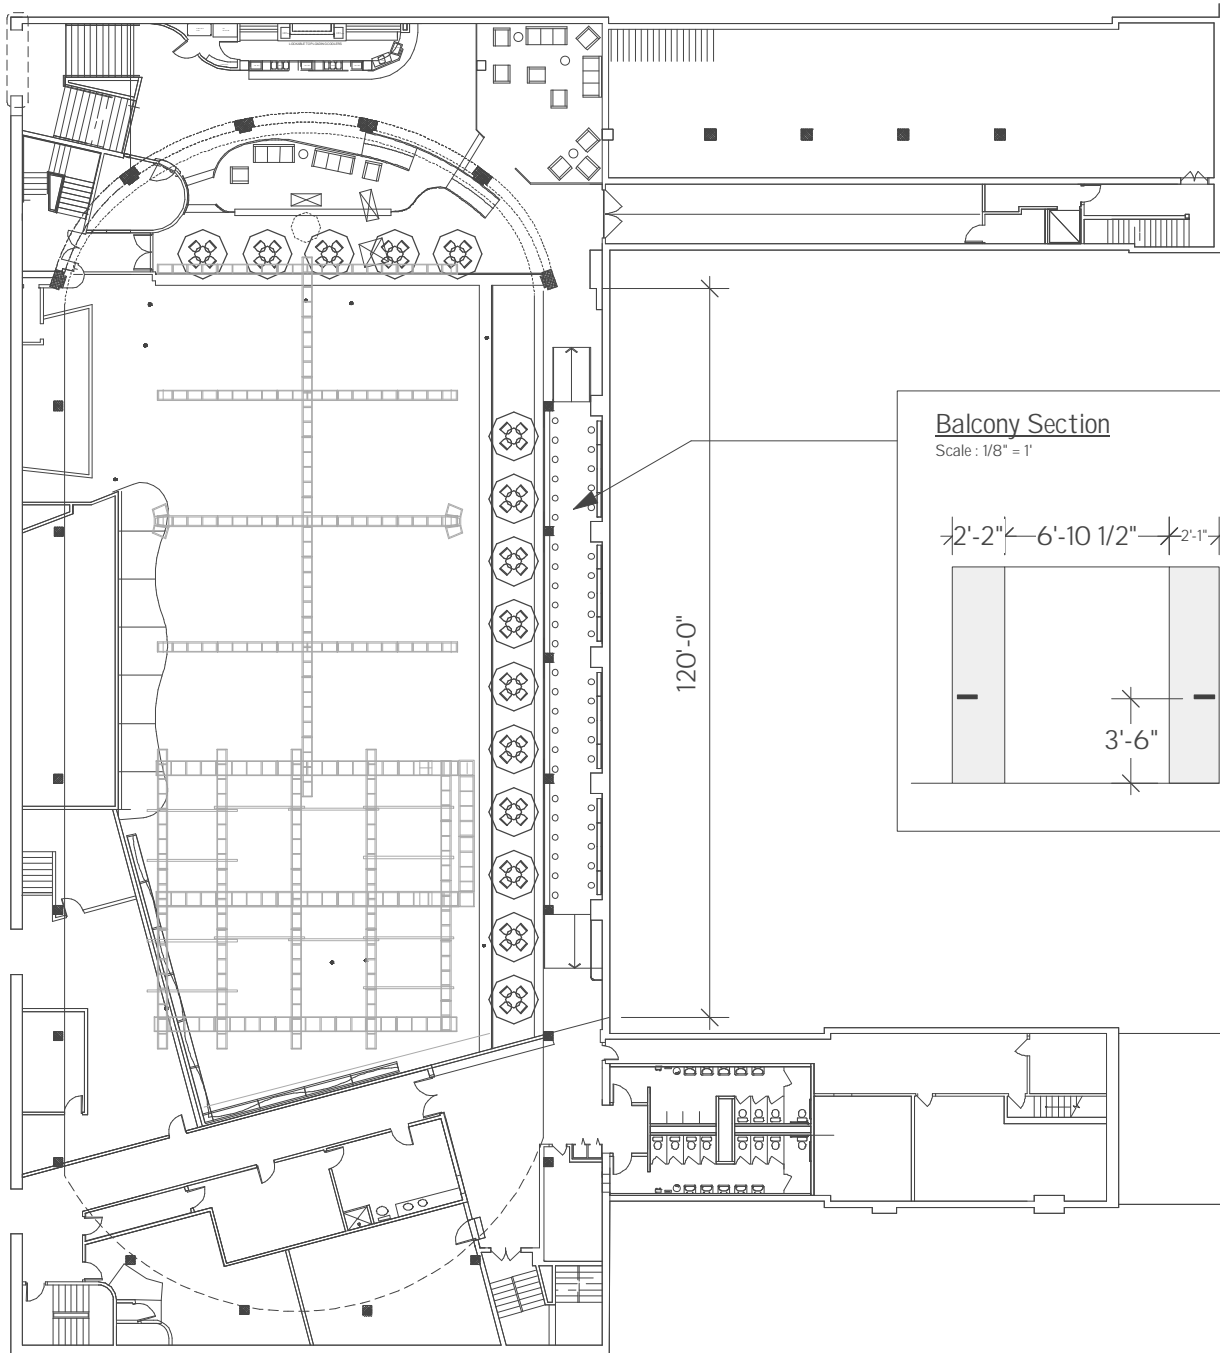 Balcony Section
Scale : 1/8" = 1'
2'-2"
6'-10 1/2"
2'-1"
120'-0"
3'-6"